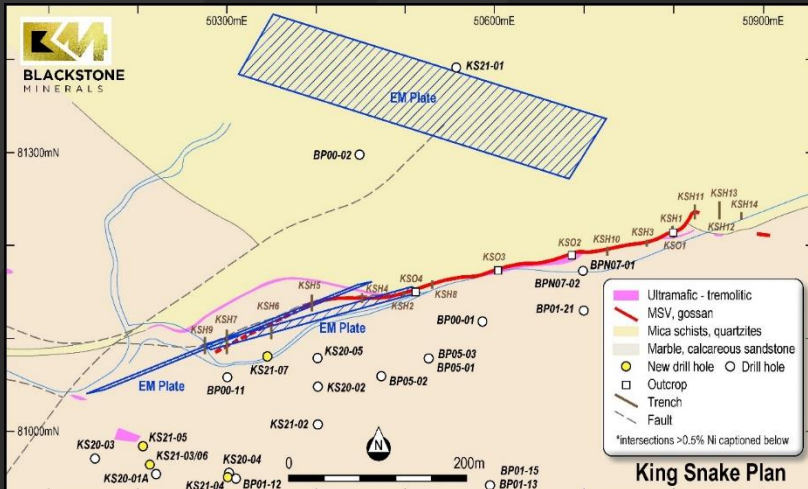 50300mE
50600mE
50900mE
BLACKSTONE
MINERALS
KS21-01
EM Plate
81300mN
BP00-02
KSH11
KSH13
KSH14
KSH1
KSH12
KSO1
KSH3
KSH10
KSO2
KSO3
BPN07-01
BPN07-02
KSO4
KSH8
KSH4
KSH2
KSH5
KSH6
KSH7
KSH9
EM Plate
EM Plate
BP01-21
BP00-01
KS21-07
KS20-05
BP05-03
BP05-01
BP00-11
KS20-02
BP05-02
KS21-02
81000mN
KS21-05
KS20-03
KS21-03/06
KS20-01A
KS20-04
KS21-04
BP01-12
BP01-15
BP01-13
N
0
200m
Ultramafic - tremolitic
MSV, gossan
Mica schists, quartzites
Marble, calcareous sandstone
New drill hole Drill hole
Outcrop
Trench
Fault
*intersections >0.5% Ni captioned below
King Snake Plan